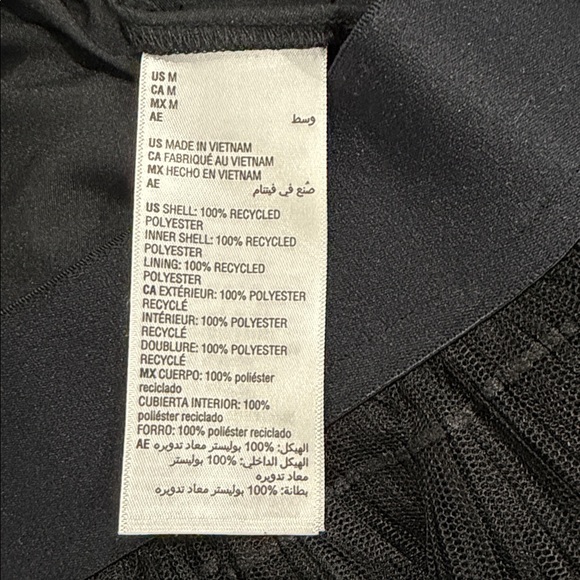 US M
CA M
MX M
AE وسط
US MADE IN VIETNAM
CA FABRIQUÉ AU VIETNAM
MX HECHO EN VIETNAM
AE صُنع في فيتنام
US SHELL: 100% RECYCLED
POLYESTER
INNER SHELL: 100% RECYCLED
POLYESTER
LINING: 100% RECYCLED
POLYESTER
CA EXTÉRIEUR: 100% POLYESTER
RECYCLÉ
INTÉRIEUR: 100% POLYESTER
RECYCLÉ
DOUBLURE: 100% POLYESTER
RECYCLÉ
MX CUERPO: 100% poliéster
reciclado
CUBIERTA INTERIOR: 100%
poliéster reciclado
FORRO: 100% poliéster reciclado
AE الهيكل: 100% بوليستر معاد تدويره
الهيكل الداخلي: 100% بوليستر
معاد تدويره
بطانة: 100% بوليستر معاد تدويره